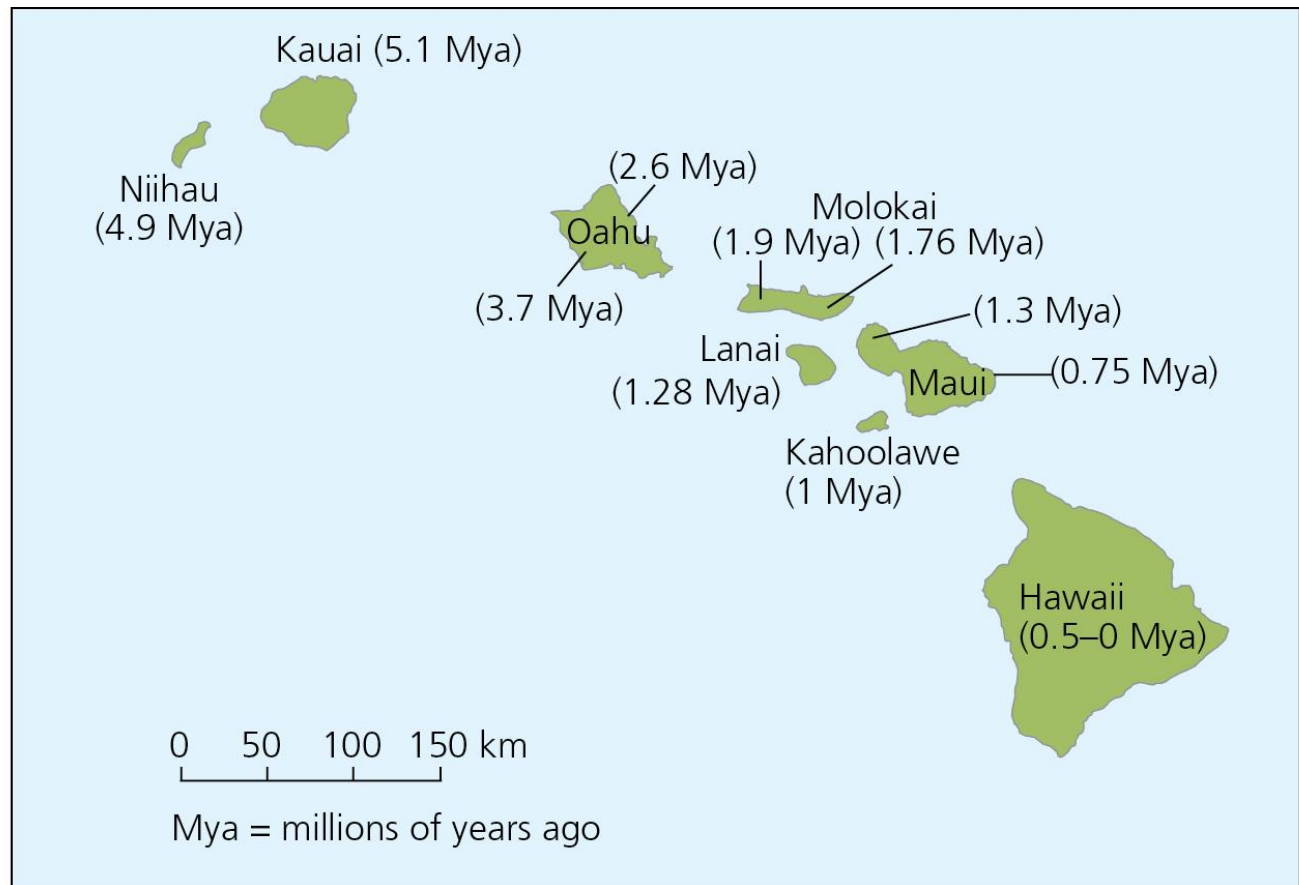 Kauai (5.1 Mya)
Niihau
(4.9 Mya)
(2.6 Mya)
Oahu
(3.7 Mya)
Molokai
(1.9 Mya) (1.76 Mya)
(1.3 Mya)
Lanai
(1.28 Mya)
Maui
(0.75 Mya)
Kahoolawe
(1 Mya)
Hawaii
(0.5–0 Mya)
0 50 100 150 km
Mya = millions of years ago